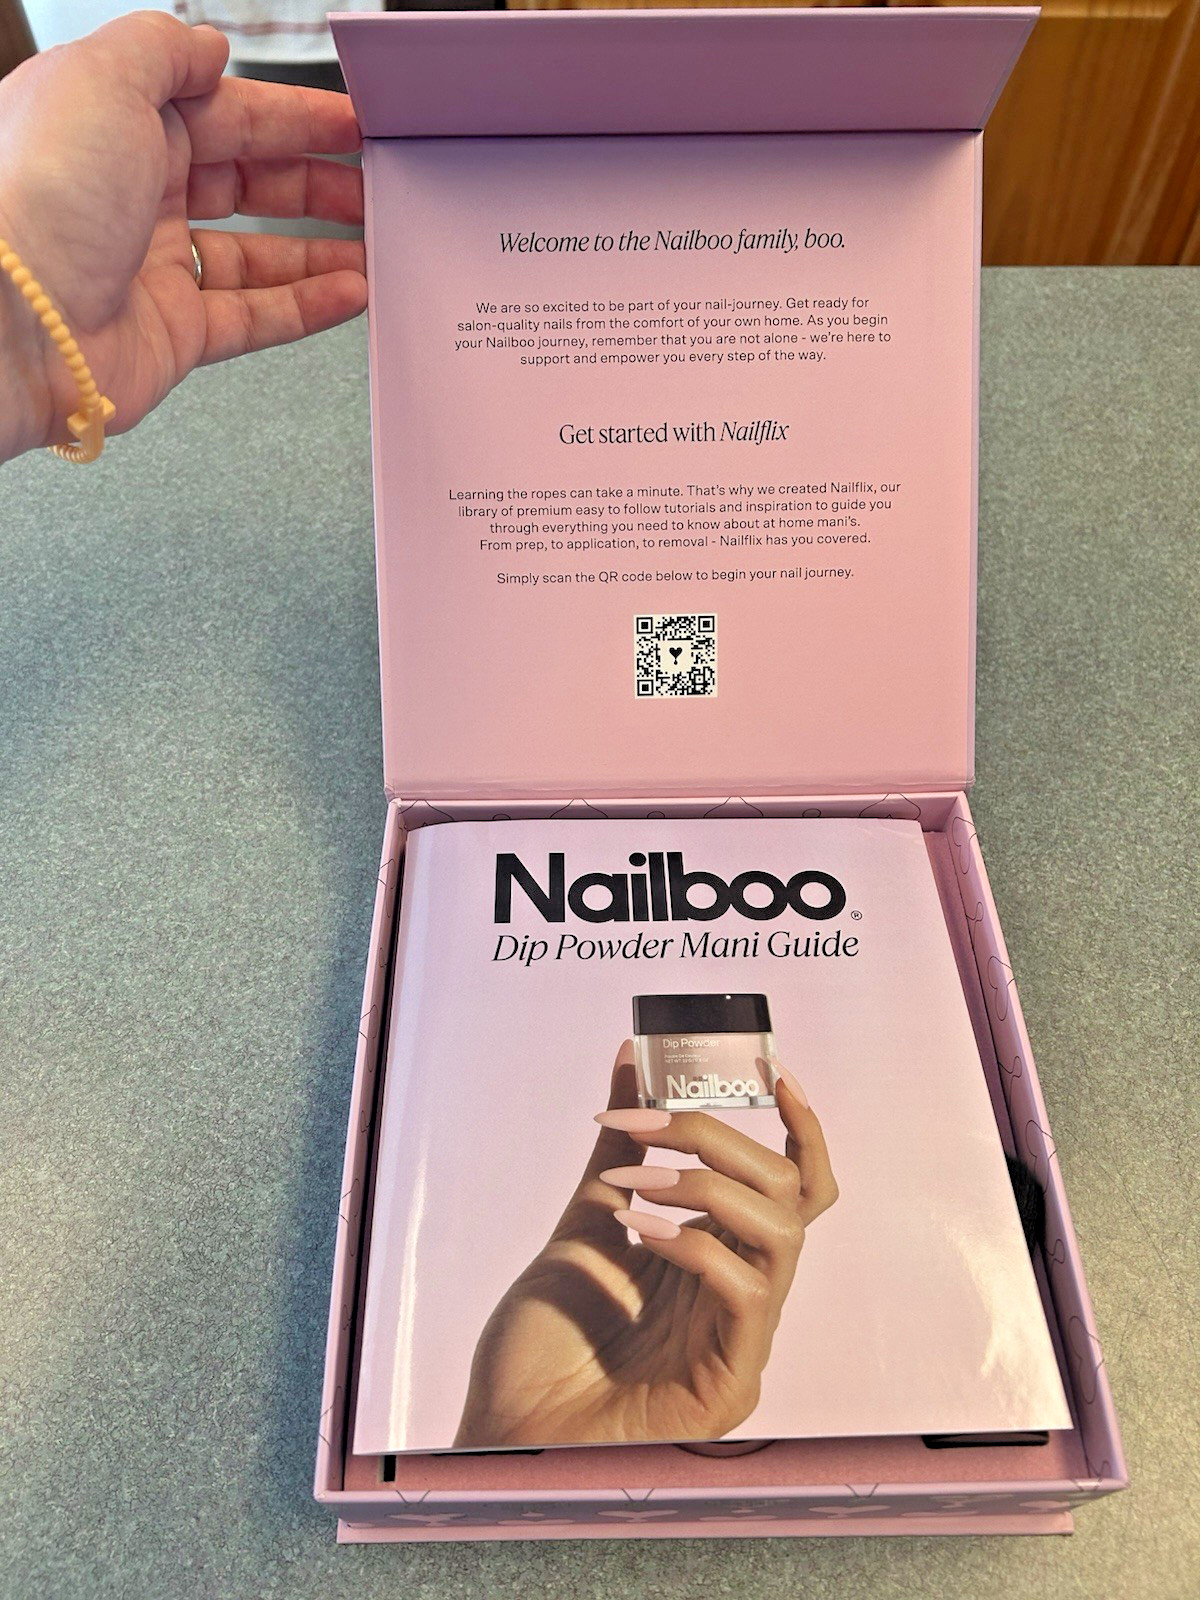 Welcome to the Nailboo family, boo.
We are so excited to be part of your nail-journey. Get ready for
salon-quality nails from the comfort of your own home. As you begin
your Nailboo journey, remember that you are not alone - we're here to
support and empower you every step of the way.
Get started with Nailflix
Learning the ropes can take a minute. That's why we created Nailflix, our
library of premium easy to follow tutorials and inspiration to guide you
through everything you need to know about at home mani's.
From prep, to application, to removal - Nailflix has you covered.
Simply scan the QR code below to begin your nail journey.
Nailboo®
Dip Powder Mani Guide
Dip Powder
Nailboo